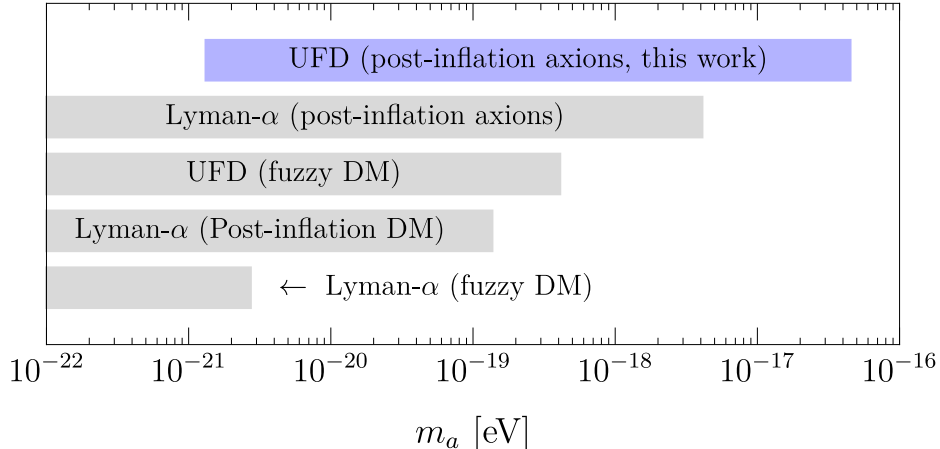 UFD (post-inflation axions, this work)
Lyman-α (post-inflation axions)
UFD (fuzzy DM)
Lyman-α (Post-inflation DM)
← Lyman-α (fuzzy DM)
10⁻²² 10⁻²¹ 10⁻²⁰ 10⁻¹⁹ 10⁻¹⁸ 10⁻¹⁷ 10⁻¹⁶
mₐ [eV]